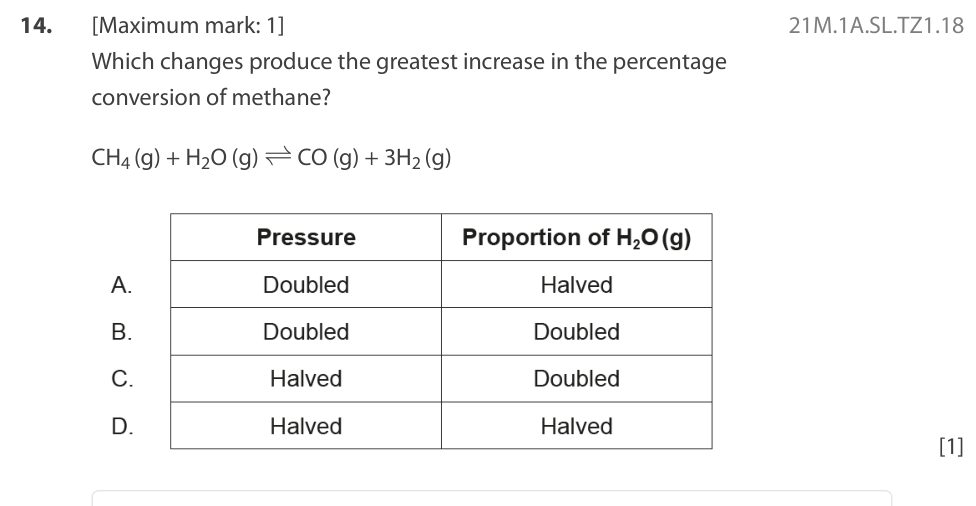 14. [Maximum mark: 1] 21M.1A.SL.TZ1.18
Which changes produce the greatest increase in the percentage
conversion of methane?
CH₄ (g) + H₂O (g) ⇌ CO (g) + 3H₂ (g)
Pressure Proportion of H₂O (g)
A. Doubled Halved
B. Doubled Doubled
C. Halved Doubled
D. Halved Halved
[1]